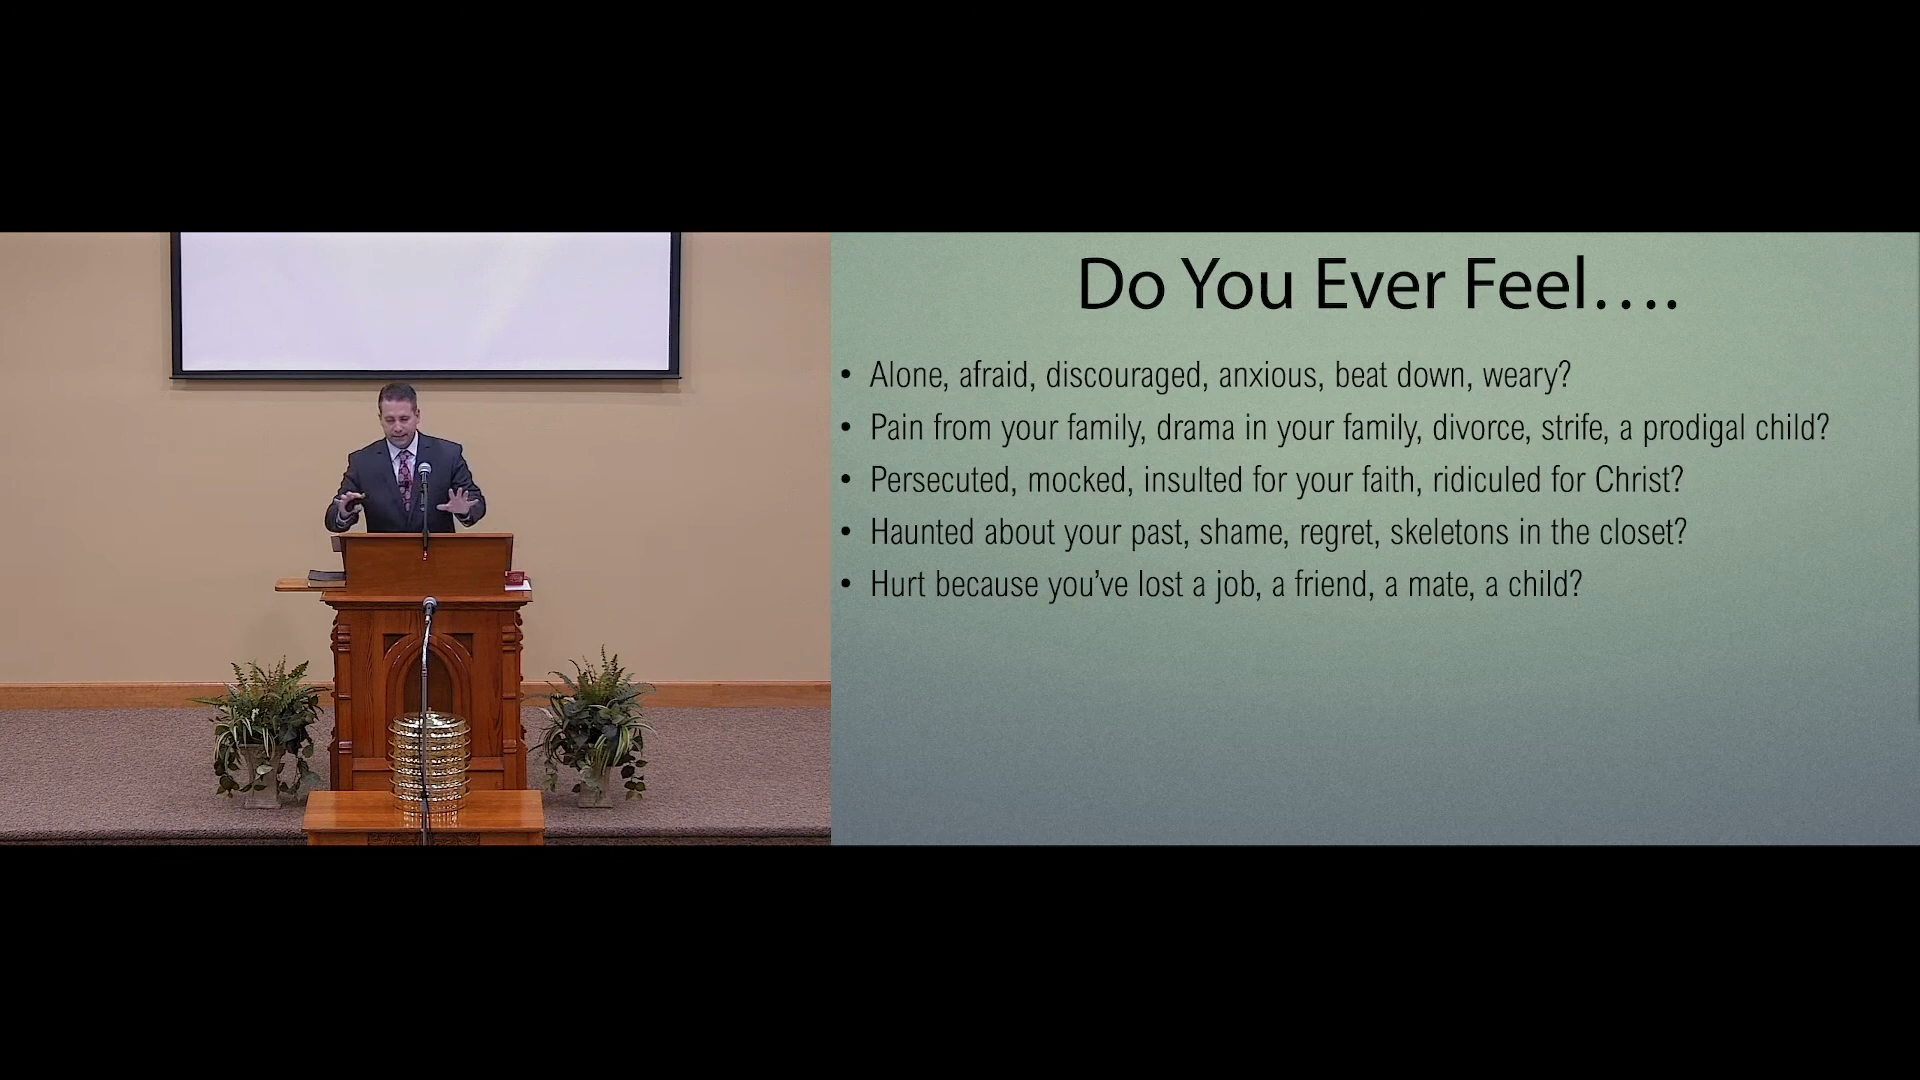 Do You Ever Feel….
• Alone, afraid, discouraged, anxious, beat down, weary?
• Pain from your family, drama in your family, divorce, strife, a prodigal child?
• Persecuted, mocked, insulted for your faith, ridiculed for Christ?
• Haunted about your past, shame, regret, skeletons in the closet?
• Hurt because you’ve lost a job, a friend, a mate, a child?